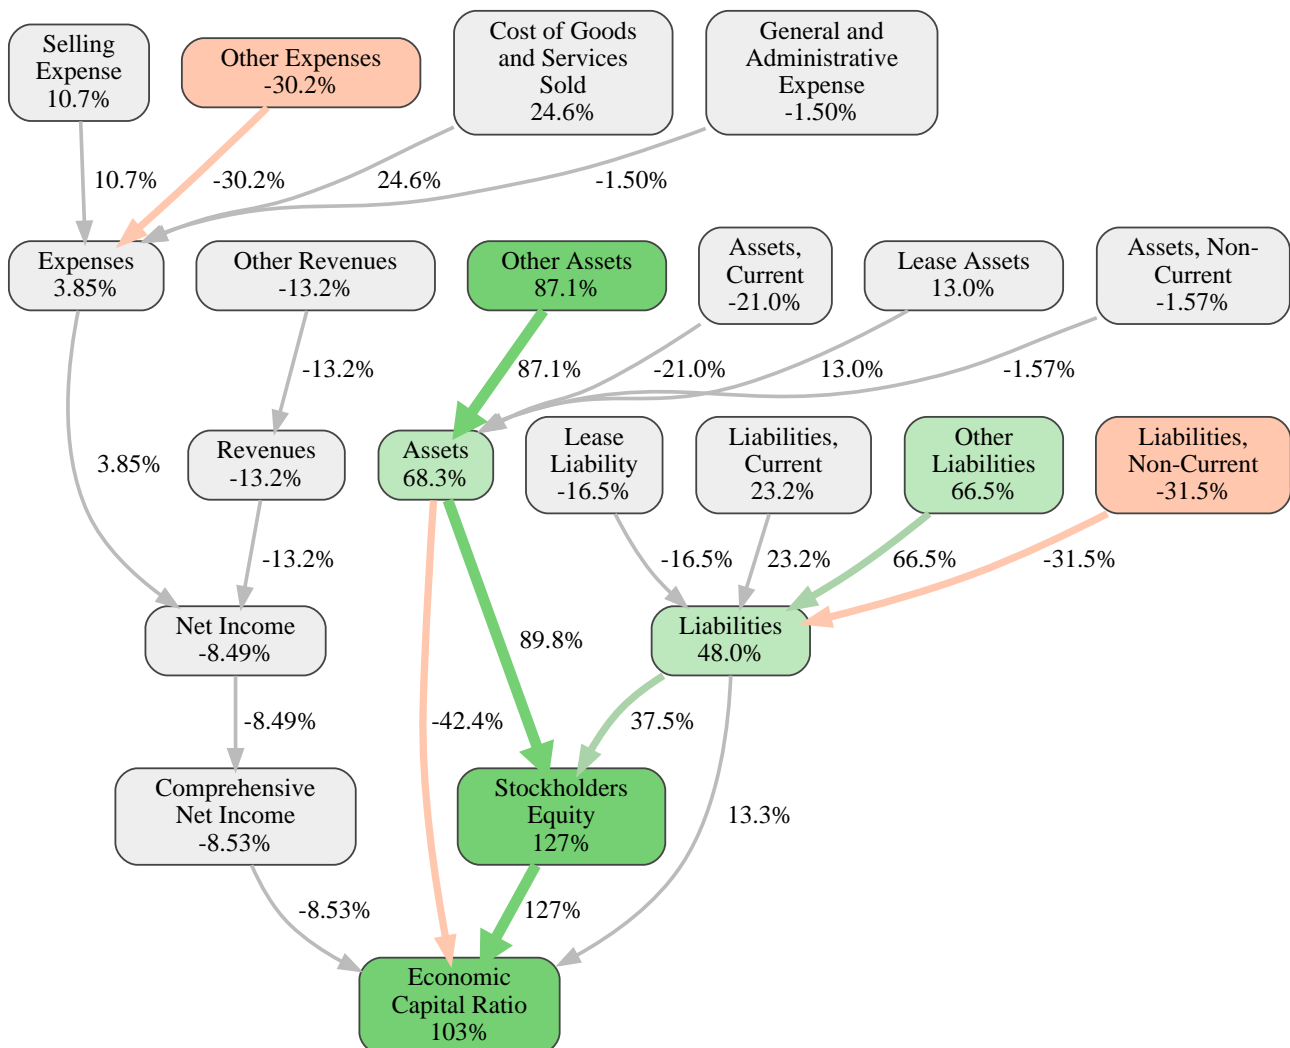 Selling
Expense
10.7%
Other Expenses
-30.2%
Cost of Goods
and Services
Sold
24.6%
General and
Administrative
Expense
-1.50%
10.7%
-30.2%
24.6%
-1.50%
Expenses
3.85%
Other Revenues
-13.2%
Other Assets
87.1%
Assets,
Current
-21.0%
Lease Assets
13.0%
Assets, Non-
Current
-1.57%
-13.2%
87.1%
-21.0%
13.0%
-1.57%
3.85%
Revenues
-13.2%
Assets
68.3%
Lease
Liability
-16.5%
Liabilities,
Current
23.2%
Other
Liabilities
66.5%
Liabilities,
Non-Current
-31.5%
-13.2%
-16.5%
23.2%
66.5%
-31.5%
Net Income
-8.49%
89.8%
Liabilities
48.0%
-8.49%
-42.4%
37.5%
Comprehensive
Net Income
-8.53%
Stockholders
Equity
127%
13.3%
-8.53%
127%
Economic
Capital Ratio
103%